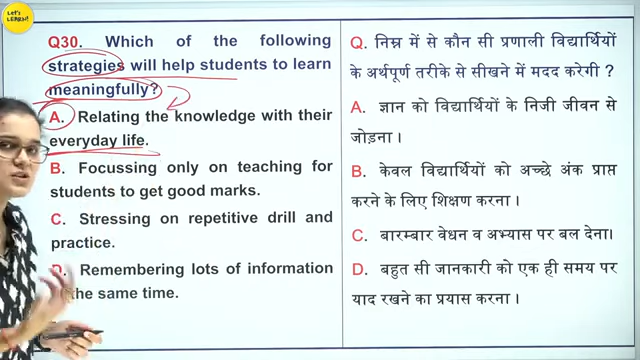 Let's
LEARN!
Q30. Which of the following
strategies will help students to learn
meaningfully?
A. Relating the knowledge with their
everyday life.
B. Focussing only on teaching for
students to get good marks.
C. Stressing on repetitive drill and
practice.
D. Remembering lots of information
the same time.
Q. निम्न में से कौन सी प्रणाली विद्यार्थियों
के अर्थपूर्ण तरीके से सीखने में मदद करेगी ?
A. ज्ञान को विद्यार्थियों के निजी जीवन से
जोड़ना ।
B. केवल विद्यार्थियों को अच्छे अंक प्राप्त
करने के लिए शिक्षण करना ।
C. बारम्बार वेधन व अभ्यास पर बल देना।
D. बहुत सी जानकारी को एक ही समय पर
याद रखने का प्रयास करना ।